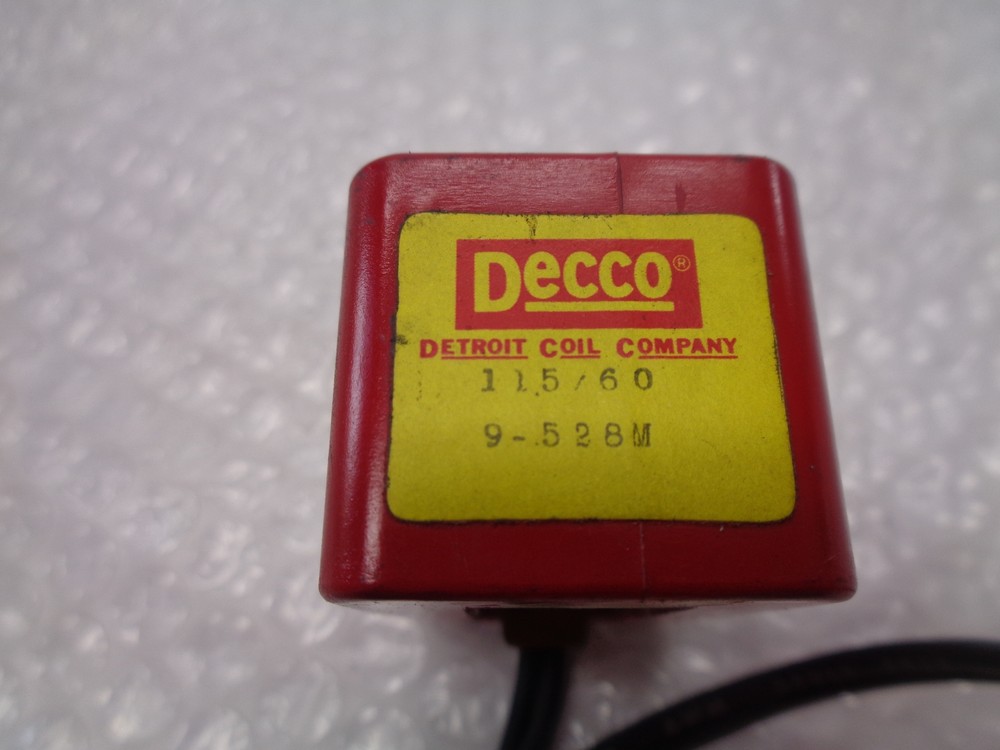 Decco®
DETROIT COIL COMPANY
115/60
9-528M